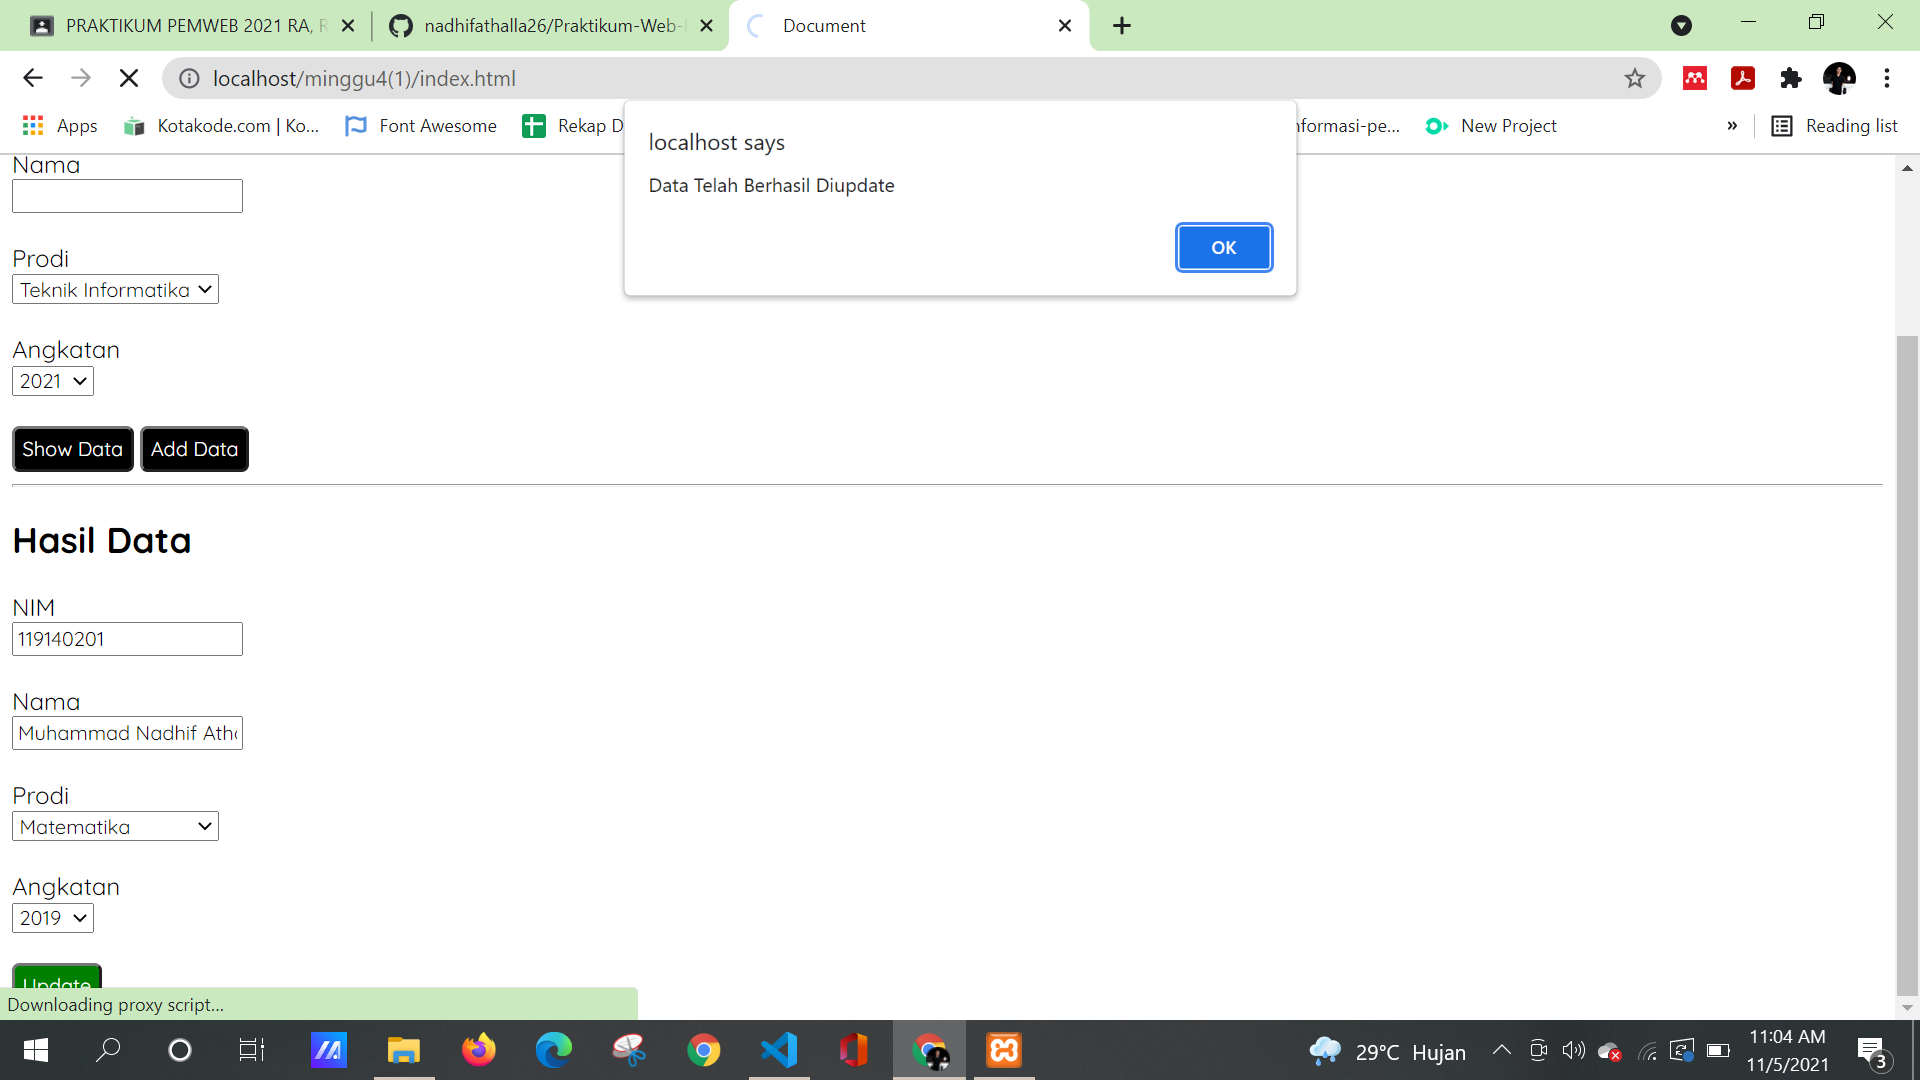 PRAKTIKUM PEMWEB 2021 RA, R
nadhifathalla26/Praktikum-Web-
Document
localhost/minggu4(1)/index.html
Apps
Kotakode.com | Ko...
Font Awesome
Rekap D
nformasi-pe...
New Project
»
Reading list
localhost says
Data Telah Berhasil Diupdate
OK
Nama
Prodi
Teknik Informatika
Angkatan
2021
Show Data
Add Data
Hasil Data
NIM
119140201
Nama
Muhammad Nadhif Atha
Prodi
Matematika
Angkatan
2019
Update
Downloading proxy script...
29°C Hujan
11:04 AM
11/5/2021
3